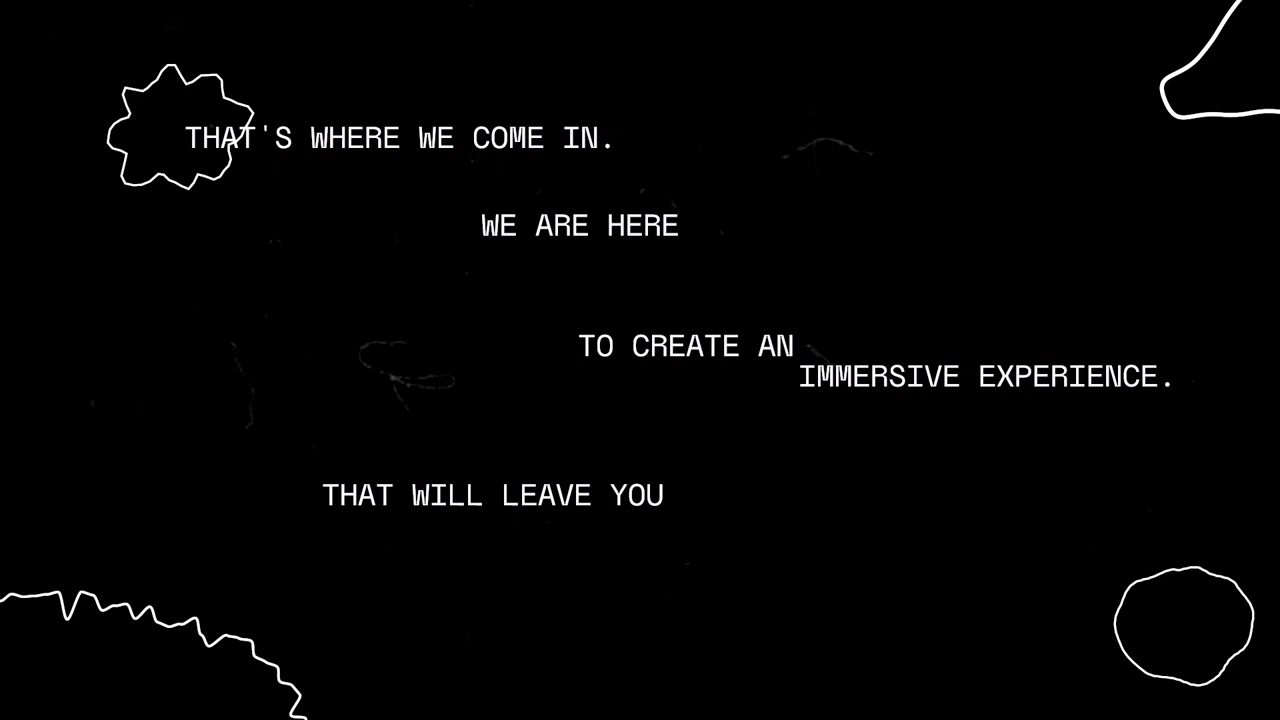 THAT'S WHERE WE COME IN.
WE ARE HERE
TO CREATE AN
IMMERSIVE EXPERIENCE.
THAT WILL LEAVE YOU